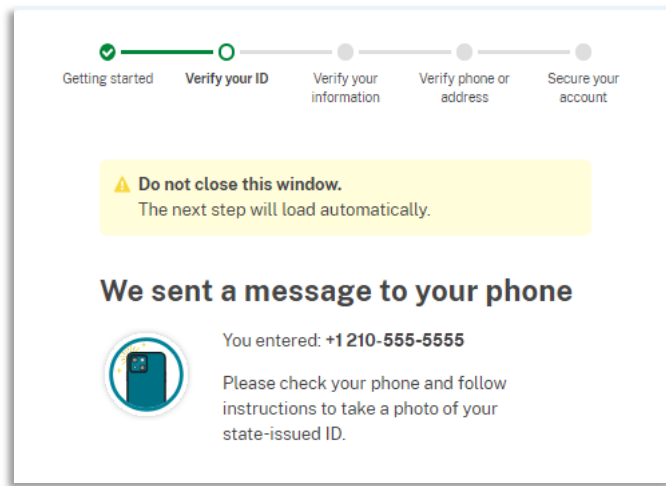 Getting started
Verify your ID
Verify your
information
Verify phone or
address
Secure your
account
Do not close this window.
The next step will load automatically.
We sent a message to your phone
You entered: +1 210-555-5555
Please check your phone and follow
instructions to take a photo of your
state-issued ID.